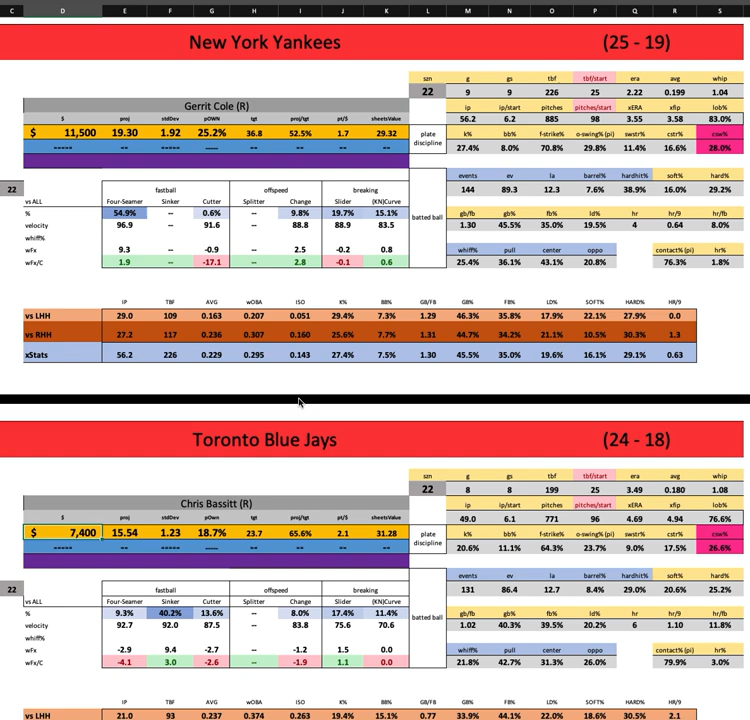 C D E F G H I J K L M N O P Q R S
New York Yankees (25 - 19)
szn g gs tbf tbf/start era avg whip
22 9 9 226 25 2.22 0.199 1.04
Gerrit Cole (R) ip ip/start pitches pitches/start xERA xfip lob%
$ proj stdDev pOWN tgt proj/tgt pt/$ sheetsValue 56.2 6.2 885 98 3.55 3.58 83.0%
$ 11,500 19.30 1.92 25.2% 36.8 52.5% 1.7 29.32 plate discipline k% bb% f-strike% o-swing% (pi) swstr% cstr% csw%
----- -- -- ___ -- -- -- -- 27.4% 8.0% 70.8% 29.8% 11.4% 16.6% 28.0%
events ev la barrel% hardhit% soft% hard%
22 fastball offspeed breaking 144 89.3 12.3 7.6% 38.9% 16.0% 29.2%
vs ALL Four-Seamer Sinker Cutter Splitter Change Slider (KN)Curve
% 54.9% -- 0.6% -- 9.8% 19.7% 15.1% batted ball gb/fb gb% fb% ld% hr hr/9 hr/fb
velocity 96.9 -- 91.6 -- 88.8 88.9 83.5 1.30 45.5% 35.0% 19.5% 4 0.64 8.0%
whiff%
wFx 9.3 -0.9 2.5 -0.2 0.8 whiff% pull center oppo contact% (pi) hr%
wFx/C 1.9 -- -17.1 -- 2.8 -0.1 0.6 25.4% 36.1% 43.1% 20.8% 76.3% 1.8%
IP TBF AVG wOBA ISO K% BB% GB/FB GB% FB% LD% SOFT% HARD% HR/9
vs LHH 29.0 109 0.163 0.207 0.051 29.4% 7.3% 1.29 46.3% 35.8% 17.9% 22.1% 27.9% 0.0
vs RHH 27.2 117 0.236 0.307 0.160 25.6% 7.7% 1.31 44.7% 34.2% 21.1% 10.5% 30.3% 1.3
xStats 56.2 226 0.229 0.295 0.143 27.4% 7.5% 1.30 45.5% 35.0% 19.6% 16.1% 29.1% 0.63
Toronto Blue Jays (24 - 18)
szn g gs tbf tbf/start era avg whip
22 8 8 199 25 3.49 0.180 1.08
Chris Bassitt (R) ip ip/start pitches pitches/start xERA xfip lob%
$ proj stdDev pOwn tgt proj/tgt pt/$ sheetsValue 49.0 6.1 771 96 4.69 4.94 76.6%
$ 7,400 15.54 1.23 18.7% 23.7 65.6% 2.1 31.28 plate discipline k% bb% f-strike% o-swing% (pi) swstr% cstr% csw%
----- -- -- ___ -- -- -- -- 20.6% 11.1% 64.3% 23.7% 9.0% 17.5% 26.6%
events ev la barrel% hardhit% soft% hard%
22 fastball offspeed breaking 131 86.4 12.7 8.4% 29.0% 20.6% 25.2%
vs ALL Four-Seamer Sinker Cutter Splitter Change Slider (KN)Curve
% 9.3% 40.2% 13.6% 8.0% 17.4% 11.4% batted ball gb/fb gb% fb% ld% hr hr/9 hr/fb
velocity 92.7 92.0 87.5 83.8 75.6 70.6 1.02 40.3% 39.5% 20.2% 6 1.10 11.8%
whiff%
wFx -2.9 9.4 -2.7 -1.2 1.5 0.0 whiff% pull center oppo contact% (pi) hr%
wFx/C -4.1 3.0 -2.6 -- -1.9 1.1 0.0 21.8% 42.7% 31.3% 26.0% 79.9% 3.0%
IP TBF AVG wOBA ISO K% BB% GB/FB GB% FB% LD% SOFT% HARD% HR/9
vs LHH 21.0 93 0.237 0.374 0.263 19.4% 15.1% 0.77 33.9% 44.1% 22.0% 18.6% 30.5% 2.1